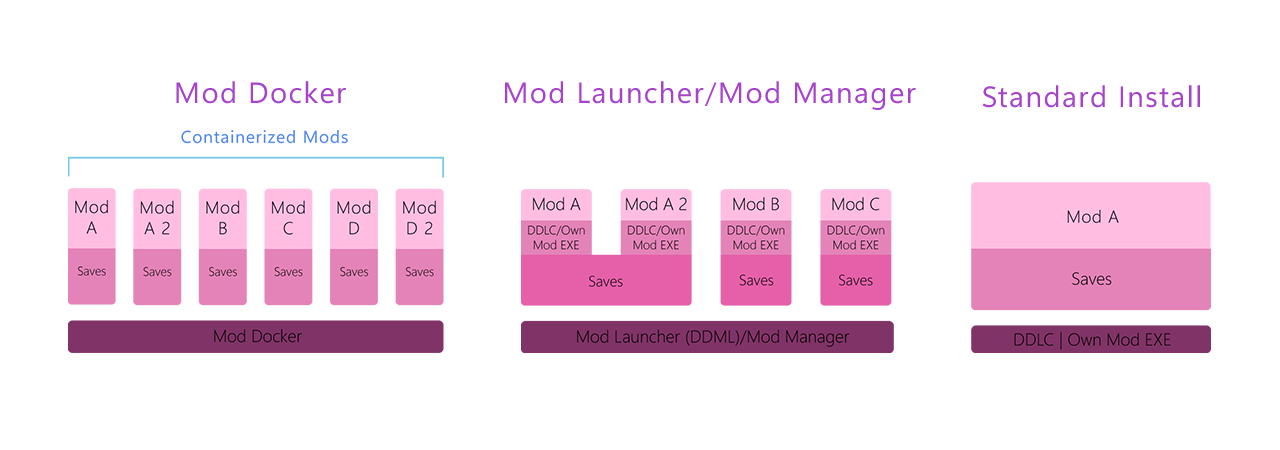 Mod Docker
Containerized Mods
Mod
A
Mod
A 2
Mod
B
Mod
C
Mod
D
Mod
D 2
Saves
Saves
Saves
Saves
Saves
Saves
Mod Docker
Mod Launcher/Mod Manager
Mod A
Mod A 2
Mod B
Mod C
DDLC/Own
Mod EXE
DDLC/Own
Mod EXE
DDLC/Own
Mod EXE
DDLC/Own
Mod EXE
Saves
Saves
Saves
Mod Launcher (DDML)/Mod Manager
Standard Install
Mod A
Saves
DDLC | Own Mod EXE